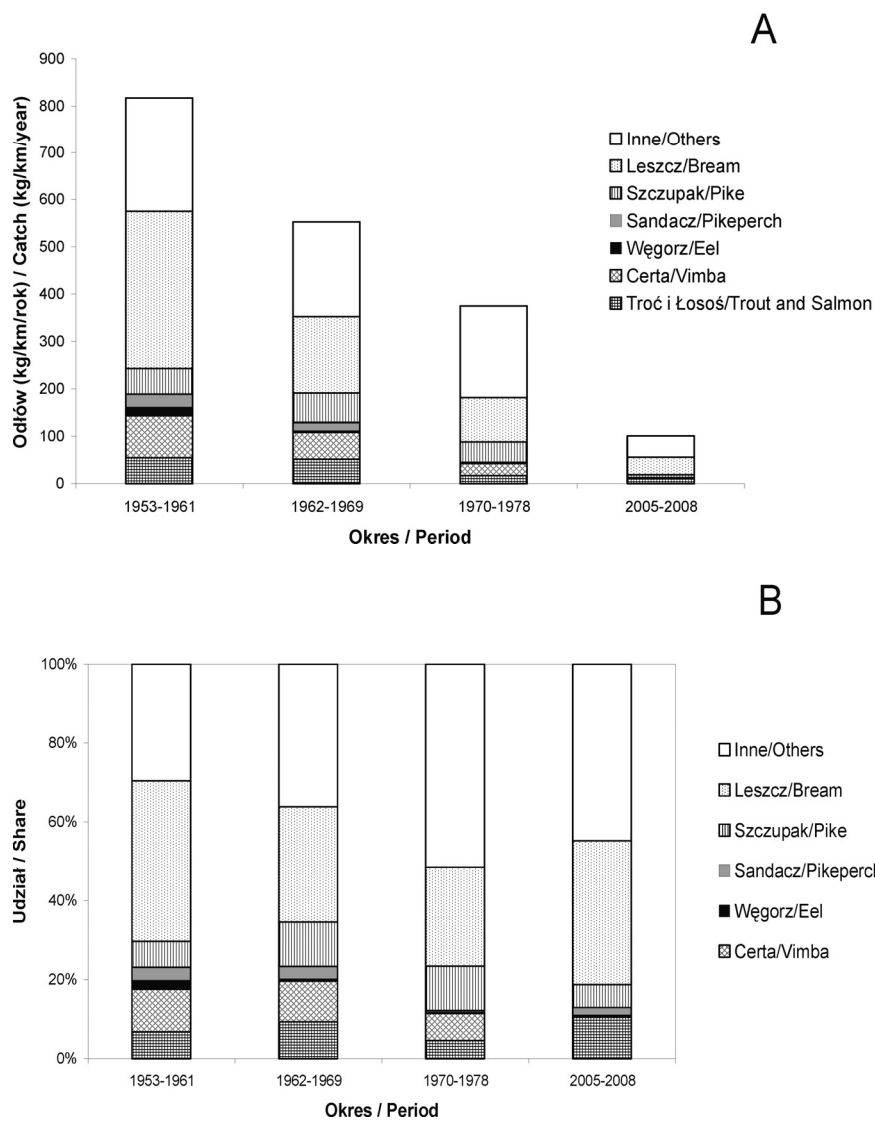 A
Odłów (kg/km/rok) / Catch (kg/km/year)
900
800
700
600
500
400
300
200
100
0
1953-1961
1962-1969
1970-1978
2005-2008
Okres / Period
Inne/Others
Leszcz/Bream
Szczupak/Pike
Sandacz/Pikeperch
Węgorz/Eel
Certa/Vimba
Troć i Łosoś/Trout and Salmon
B
Udział / Share
100%
80%
60%
40%
20%
0%
1953-1961
1962-1969
1970-1978
2005-2008
Okres / Period
Inne/Others
Leszcz/Bream
Szczupak/Pike
Sandacz/Pikeperch
Węgorz/Eel
Certa/Vimba